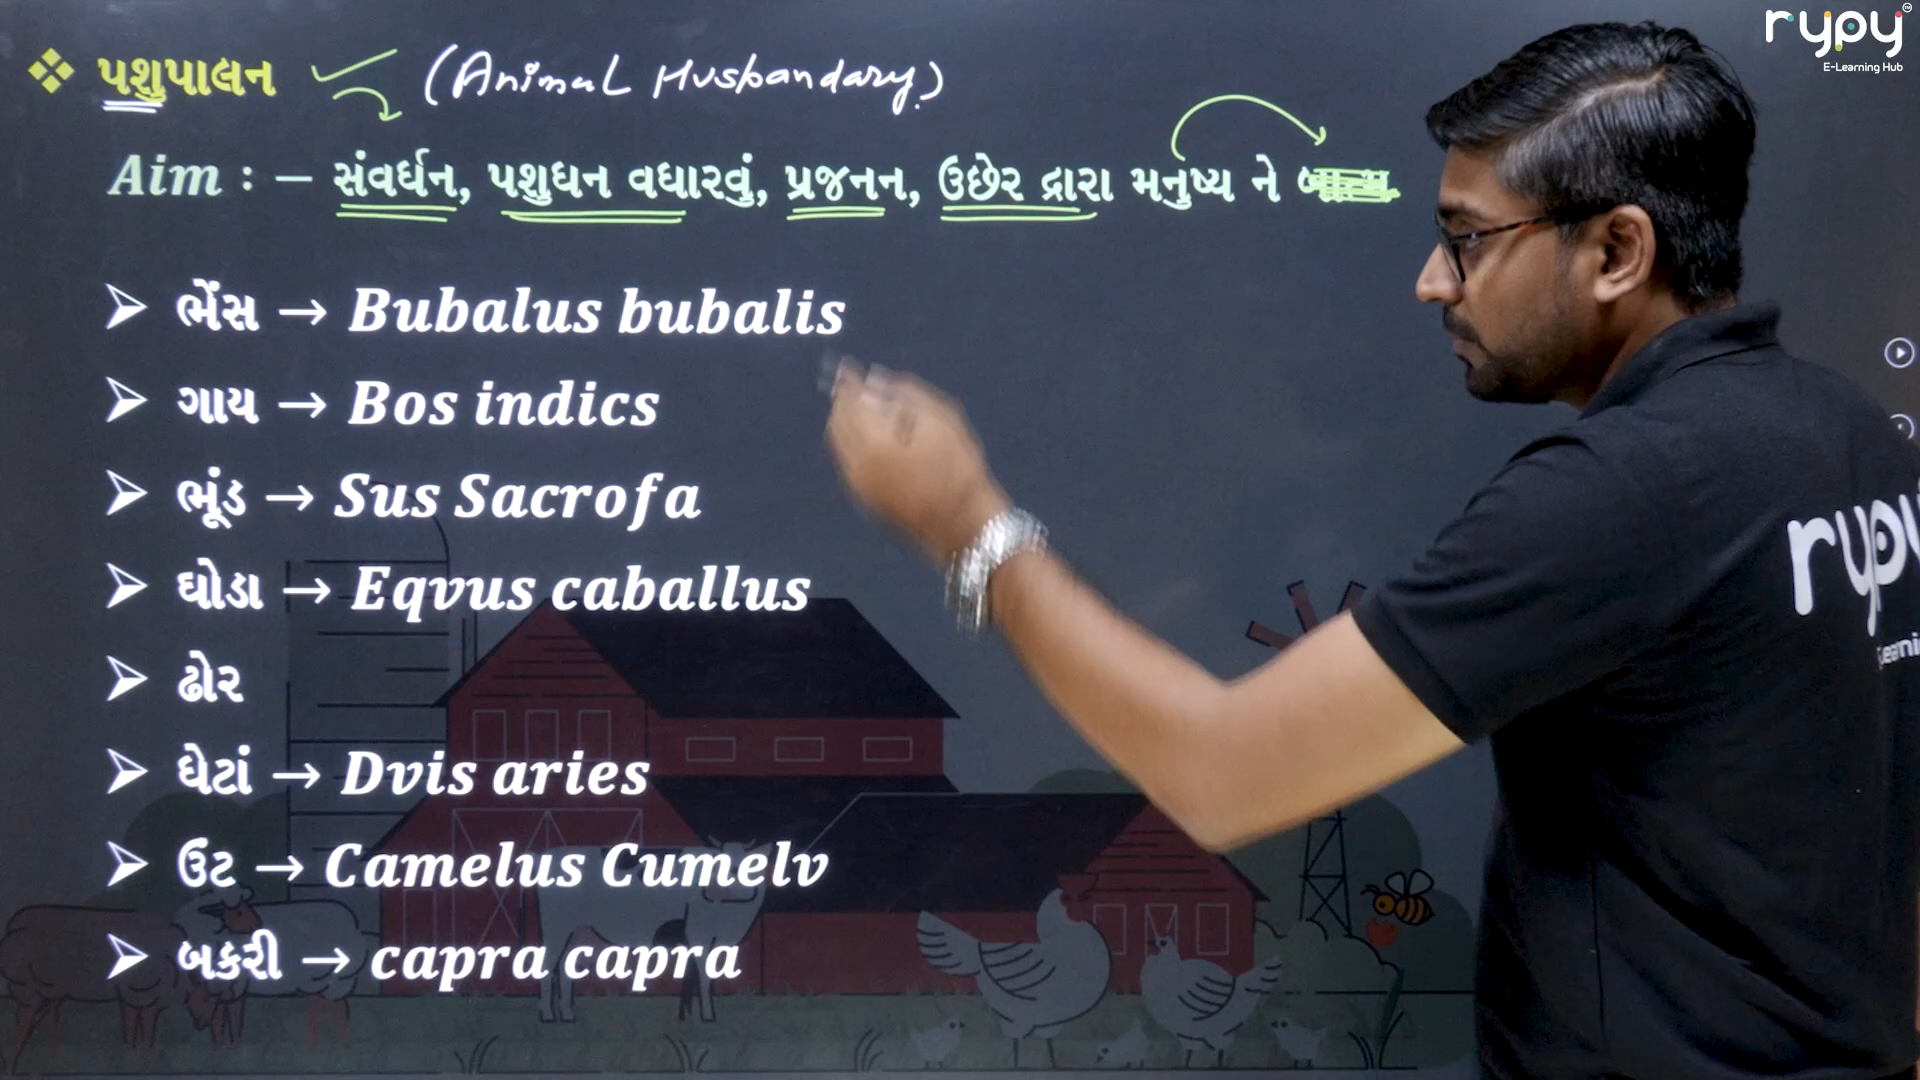 rypy
E-Learning Hub
❖ પશુપાલન (Animal Husbandary.)
Aim : – સંવર્ધન, પશુધન વધારવું, પ્રજનન, ઉછેર દ્રારા મનુષ્ય ને
➢ ભેંસ → Bubalus bubalis
➢ ગાય → Bos indics
➢ ભૂંડ → Sus Sacrofa
➢ ઘોડા → Eqvus caballus
➢ ઢોર
➢ ઘેટાં → Dvis aries
➢ ઉંટ → Camelus Cumelv
➢ બકરી → capra capra
rypy